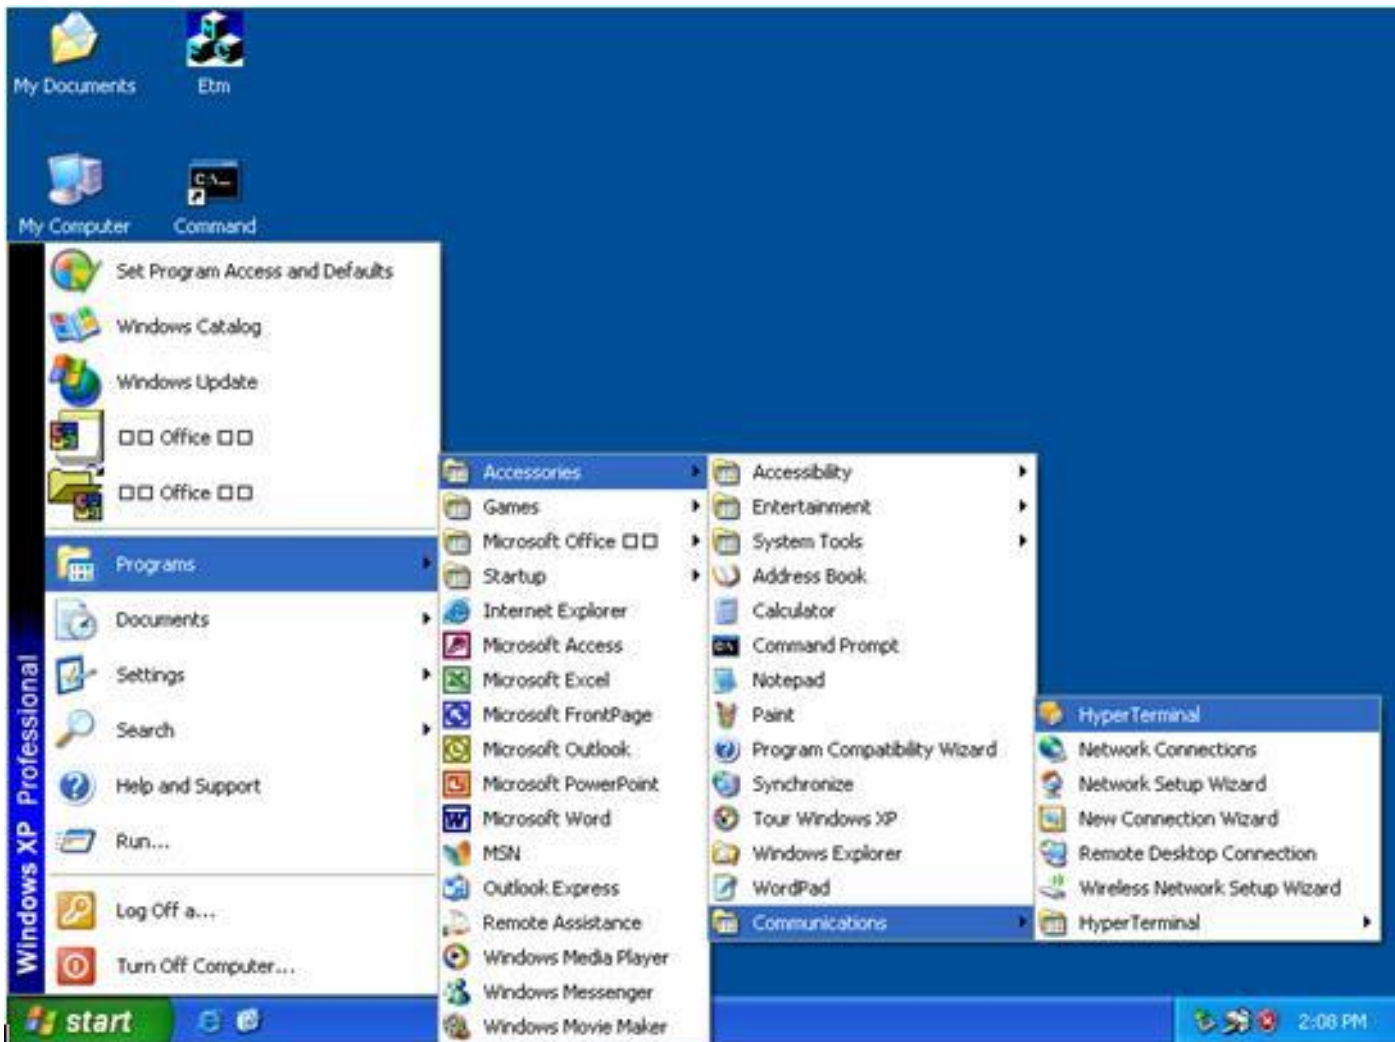 My Documents
Etm
My Computer
Command
Windows XP Professional
Set Program Access and Defaults
Windows Catalog
Windows Update
□□ Office □□
□□ Office □□
Programs
Documents
Settings
Search
Help and Support
Run...
Log Off a...
Turn Off Computer...
Accessories
Games
Microsoft Office □□
Startup
Internet Explorer
Microsoft Access
Microsoft Excel
Microsoft FrontPage
Microsoft Outlook
Microsoft PowerPoint
Microsoft Word
MSN
Outlook Express
Remote Assistance
Windows Media Player
Windows Messenger
Windows Movie Maker
Accessibility
Entertainment
System Tools
Address Book
Calculator
Command Prompt
Notepad
Paint
Program Compatibility Wizard
Synchronize
Tour Windows XP
Windows Explorer
WordPad
Communications
HyperTerminal
Network Connections
Network Setup Wizard
New Connection Wizard
Remote Desktop Connection
Wireless Network Setup Wizard
HyperTerminal
start
2:08 PM